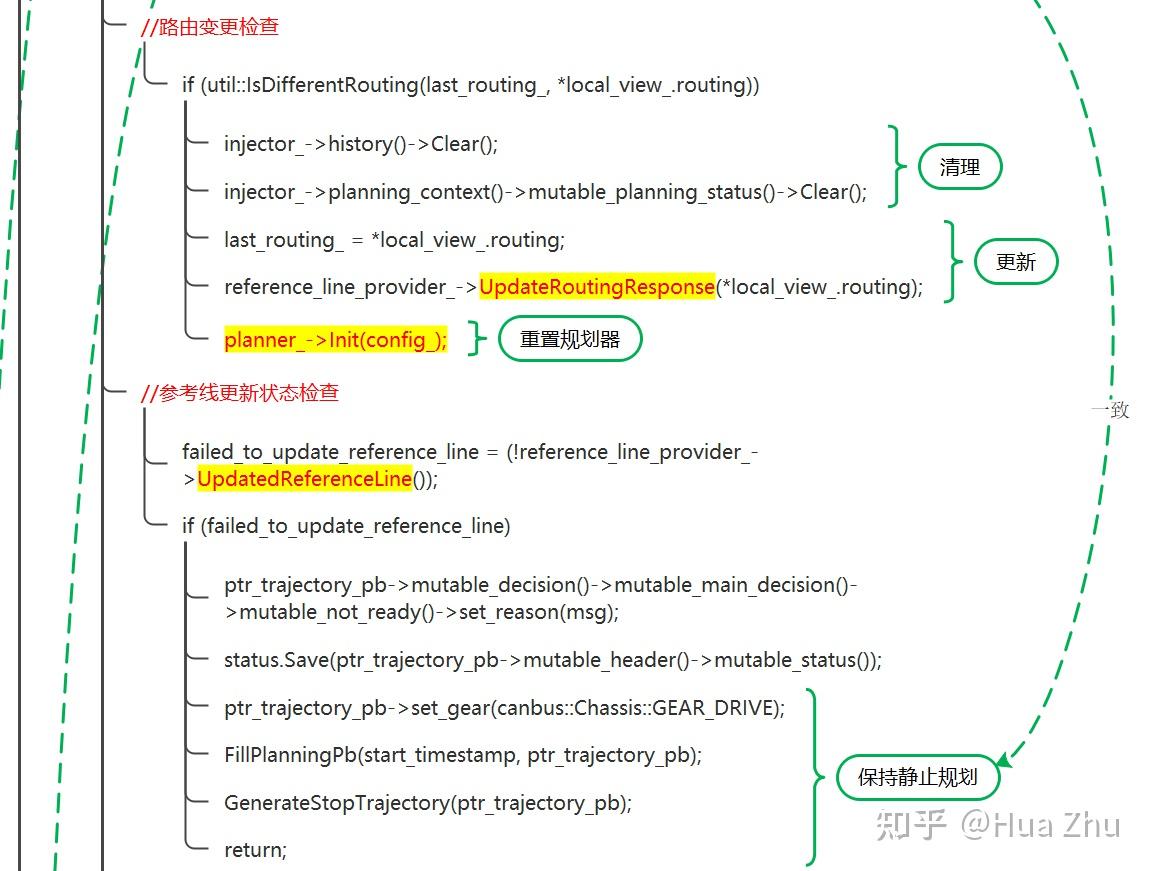 //路由变更检查
if (util::IsDifferentRouting(last_routing_, *local_view_.routing))
injector_->history()->Clear();
清理
injector_->planning_context()->mutable_planning_status()->Clear();
last_routing_ = *local_view_.routing;
更新
reference_line_provider_->UpdateRoutingResponse(*local_view_.routing);
planner_->Init(config_);
重置规划器
//参考线更新状态检查
一致
failed_to_update_reference_line = (!reference_line_provider_-
>UpdatedReferenceLine());
if (failed_to_update_reference_line)
ptr_trajectory_pb->mutable_decision()->mutable_main_decision()-
>mutable_not_ready()->set_reason(msg);
status.Save(ptr_trajectory_pb->mutable_header()->mutable_status());
ptr_trajectory_pb->set_gear(canbus::Chassis::GEAR_DRIVE);
FillPlanningPb(start_timestamp, ptr_trajectory_pb);
保持静止规划
GenerateStopTrajectory(ptr_trajectory_pb);
return;
知乎 @Hua Zhu